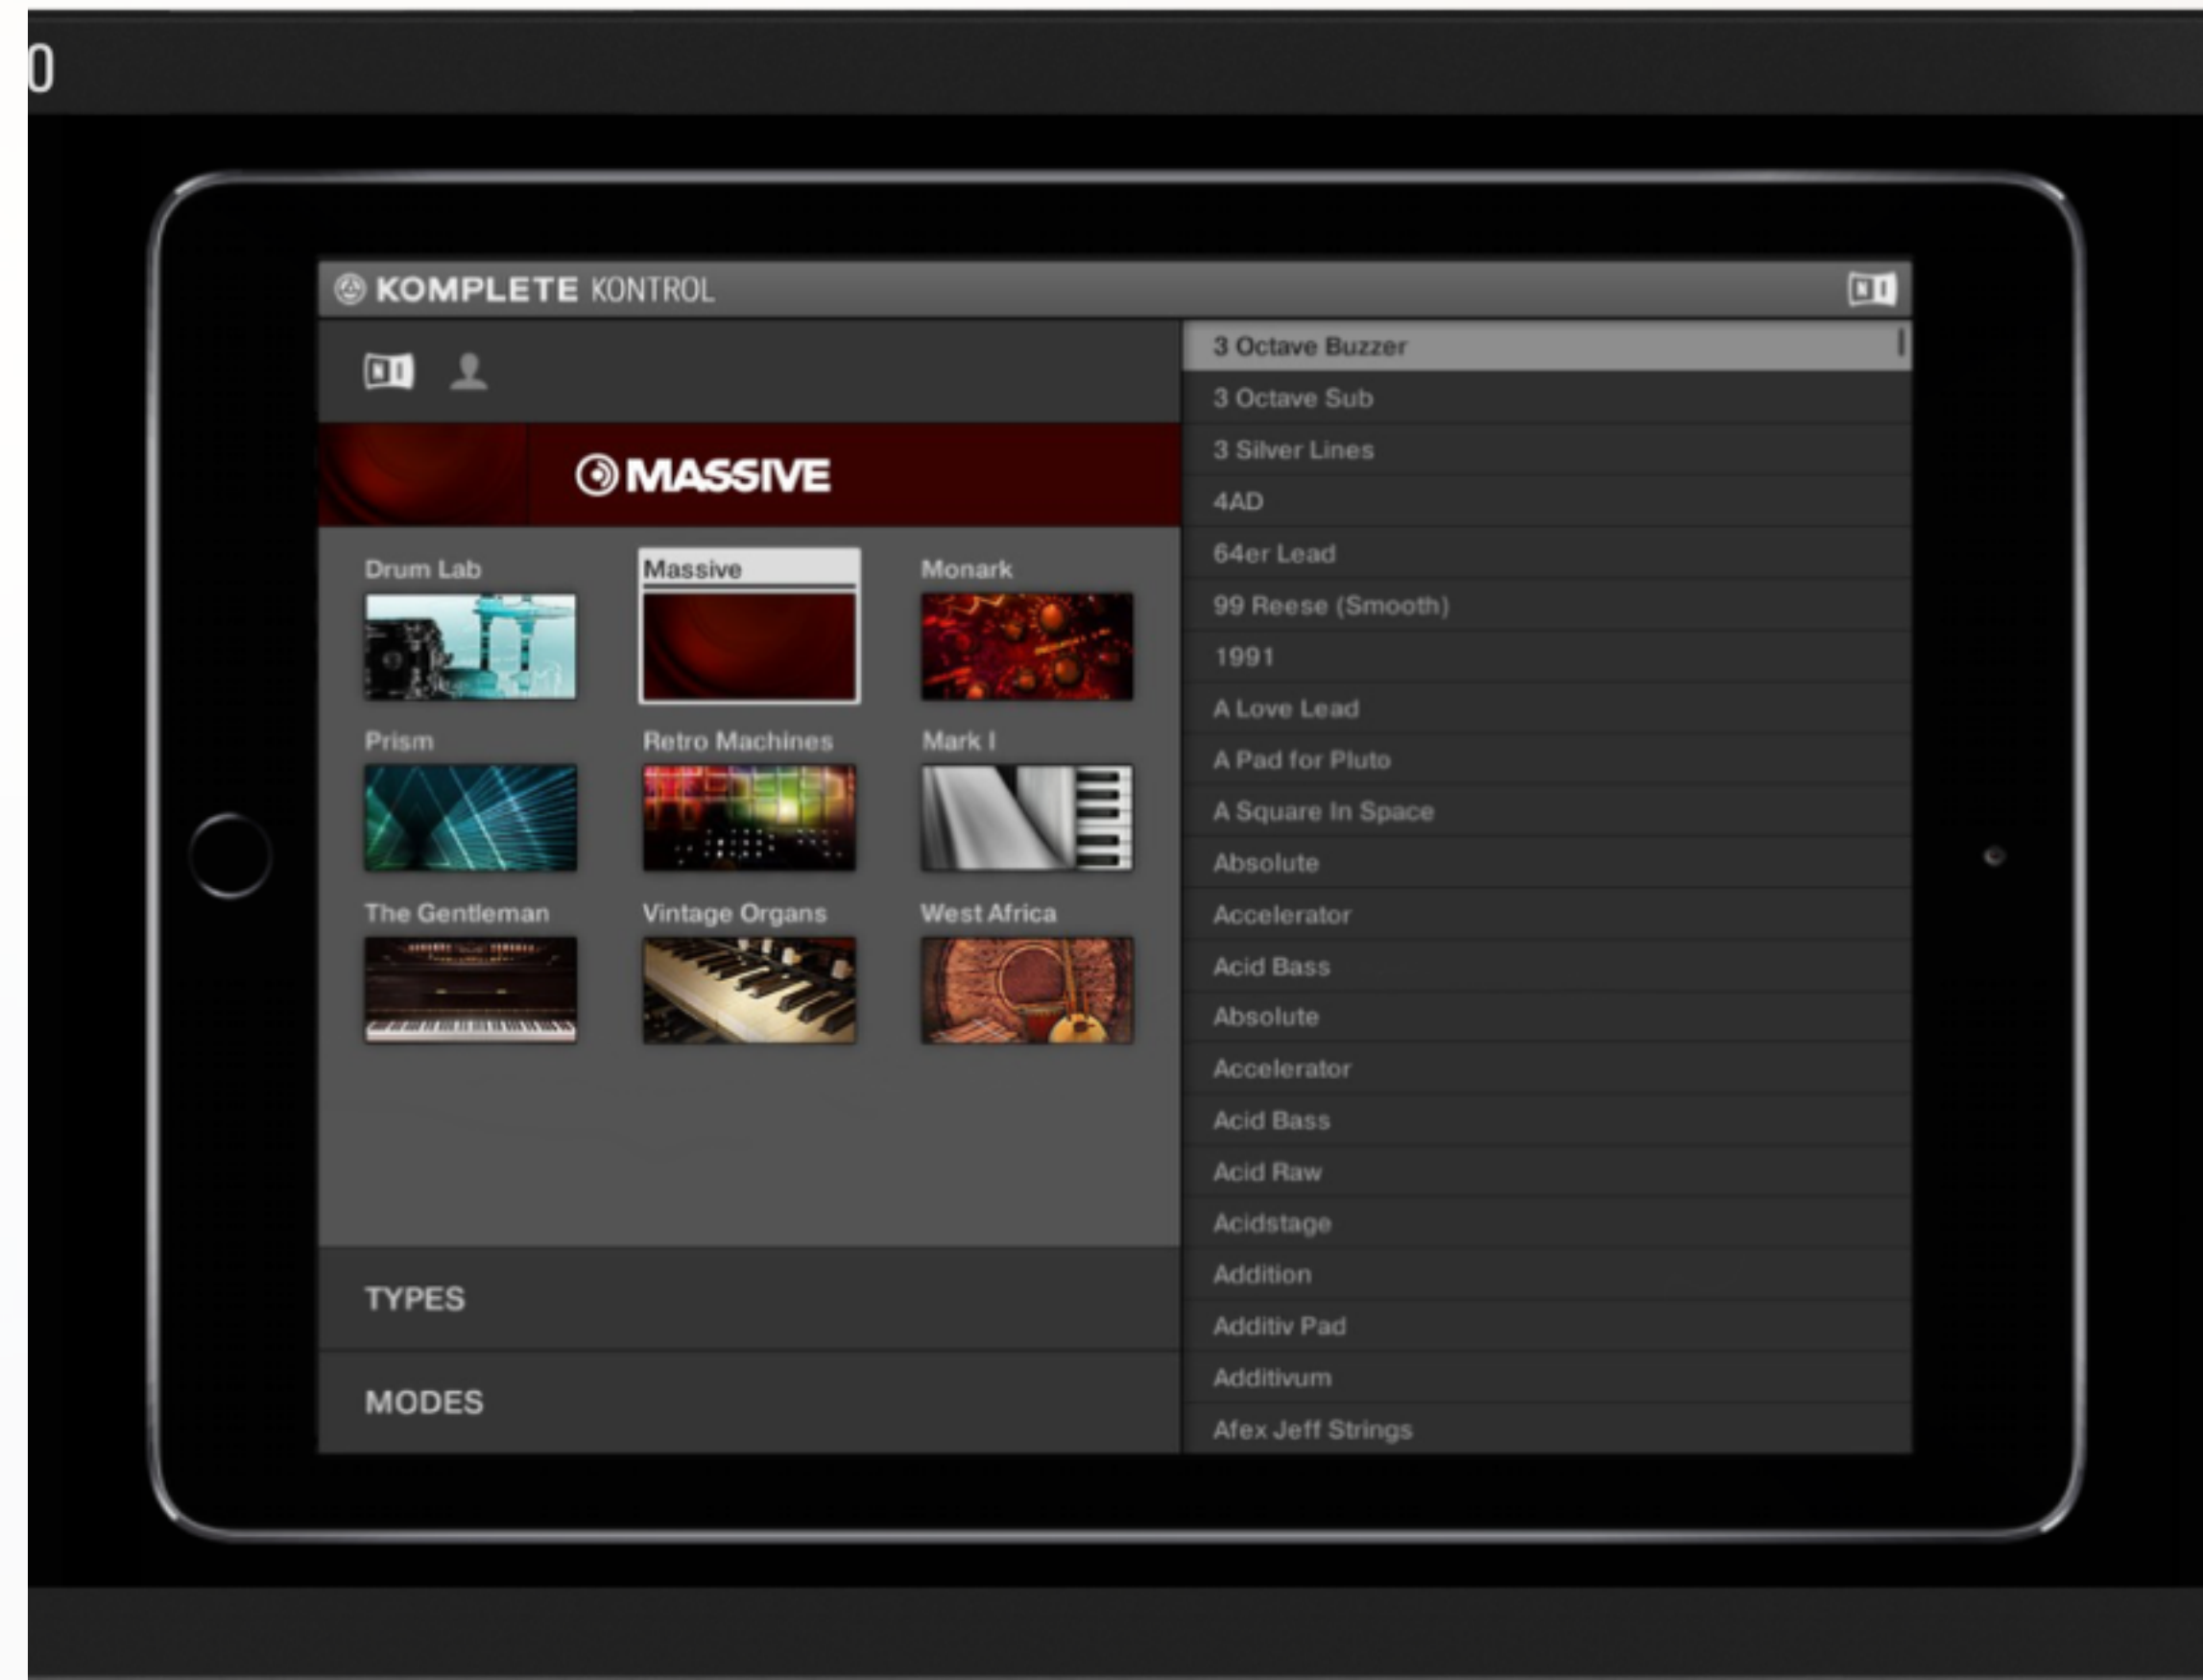 0
KOMPLETE KONTROL
NI
NI
MASSIVE
Drum Lab
Massive
Monark
Prism
Retro Machines
Mark I
The Gentleman
Vintage Organs
West Africa
TYPES
MODES
3 Octave Buzzer
3 Octave Sub
3 Silver Lines
4AD
64er Lead
99 Reese (Smooth)
1991
A Love Lead
A Pad for Pluto
A Square In Space
Absolute
Accelerator
Acid Bass
Absolute
Accelerator
Acid Bass
Acid Raw
Acidstage
Addition
Additiv Pad
Additivum
Afex Jeff Strings